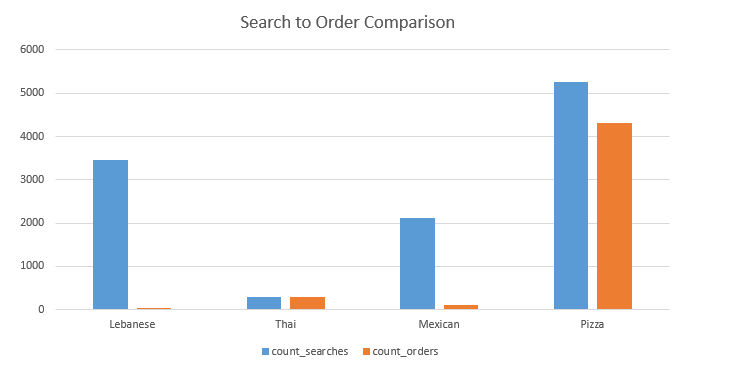 Search to Order Comparison
6000
5000
4000
3000
2000
1000
0
Lebanese Thai Mexican Pizza
count_searches count_orders